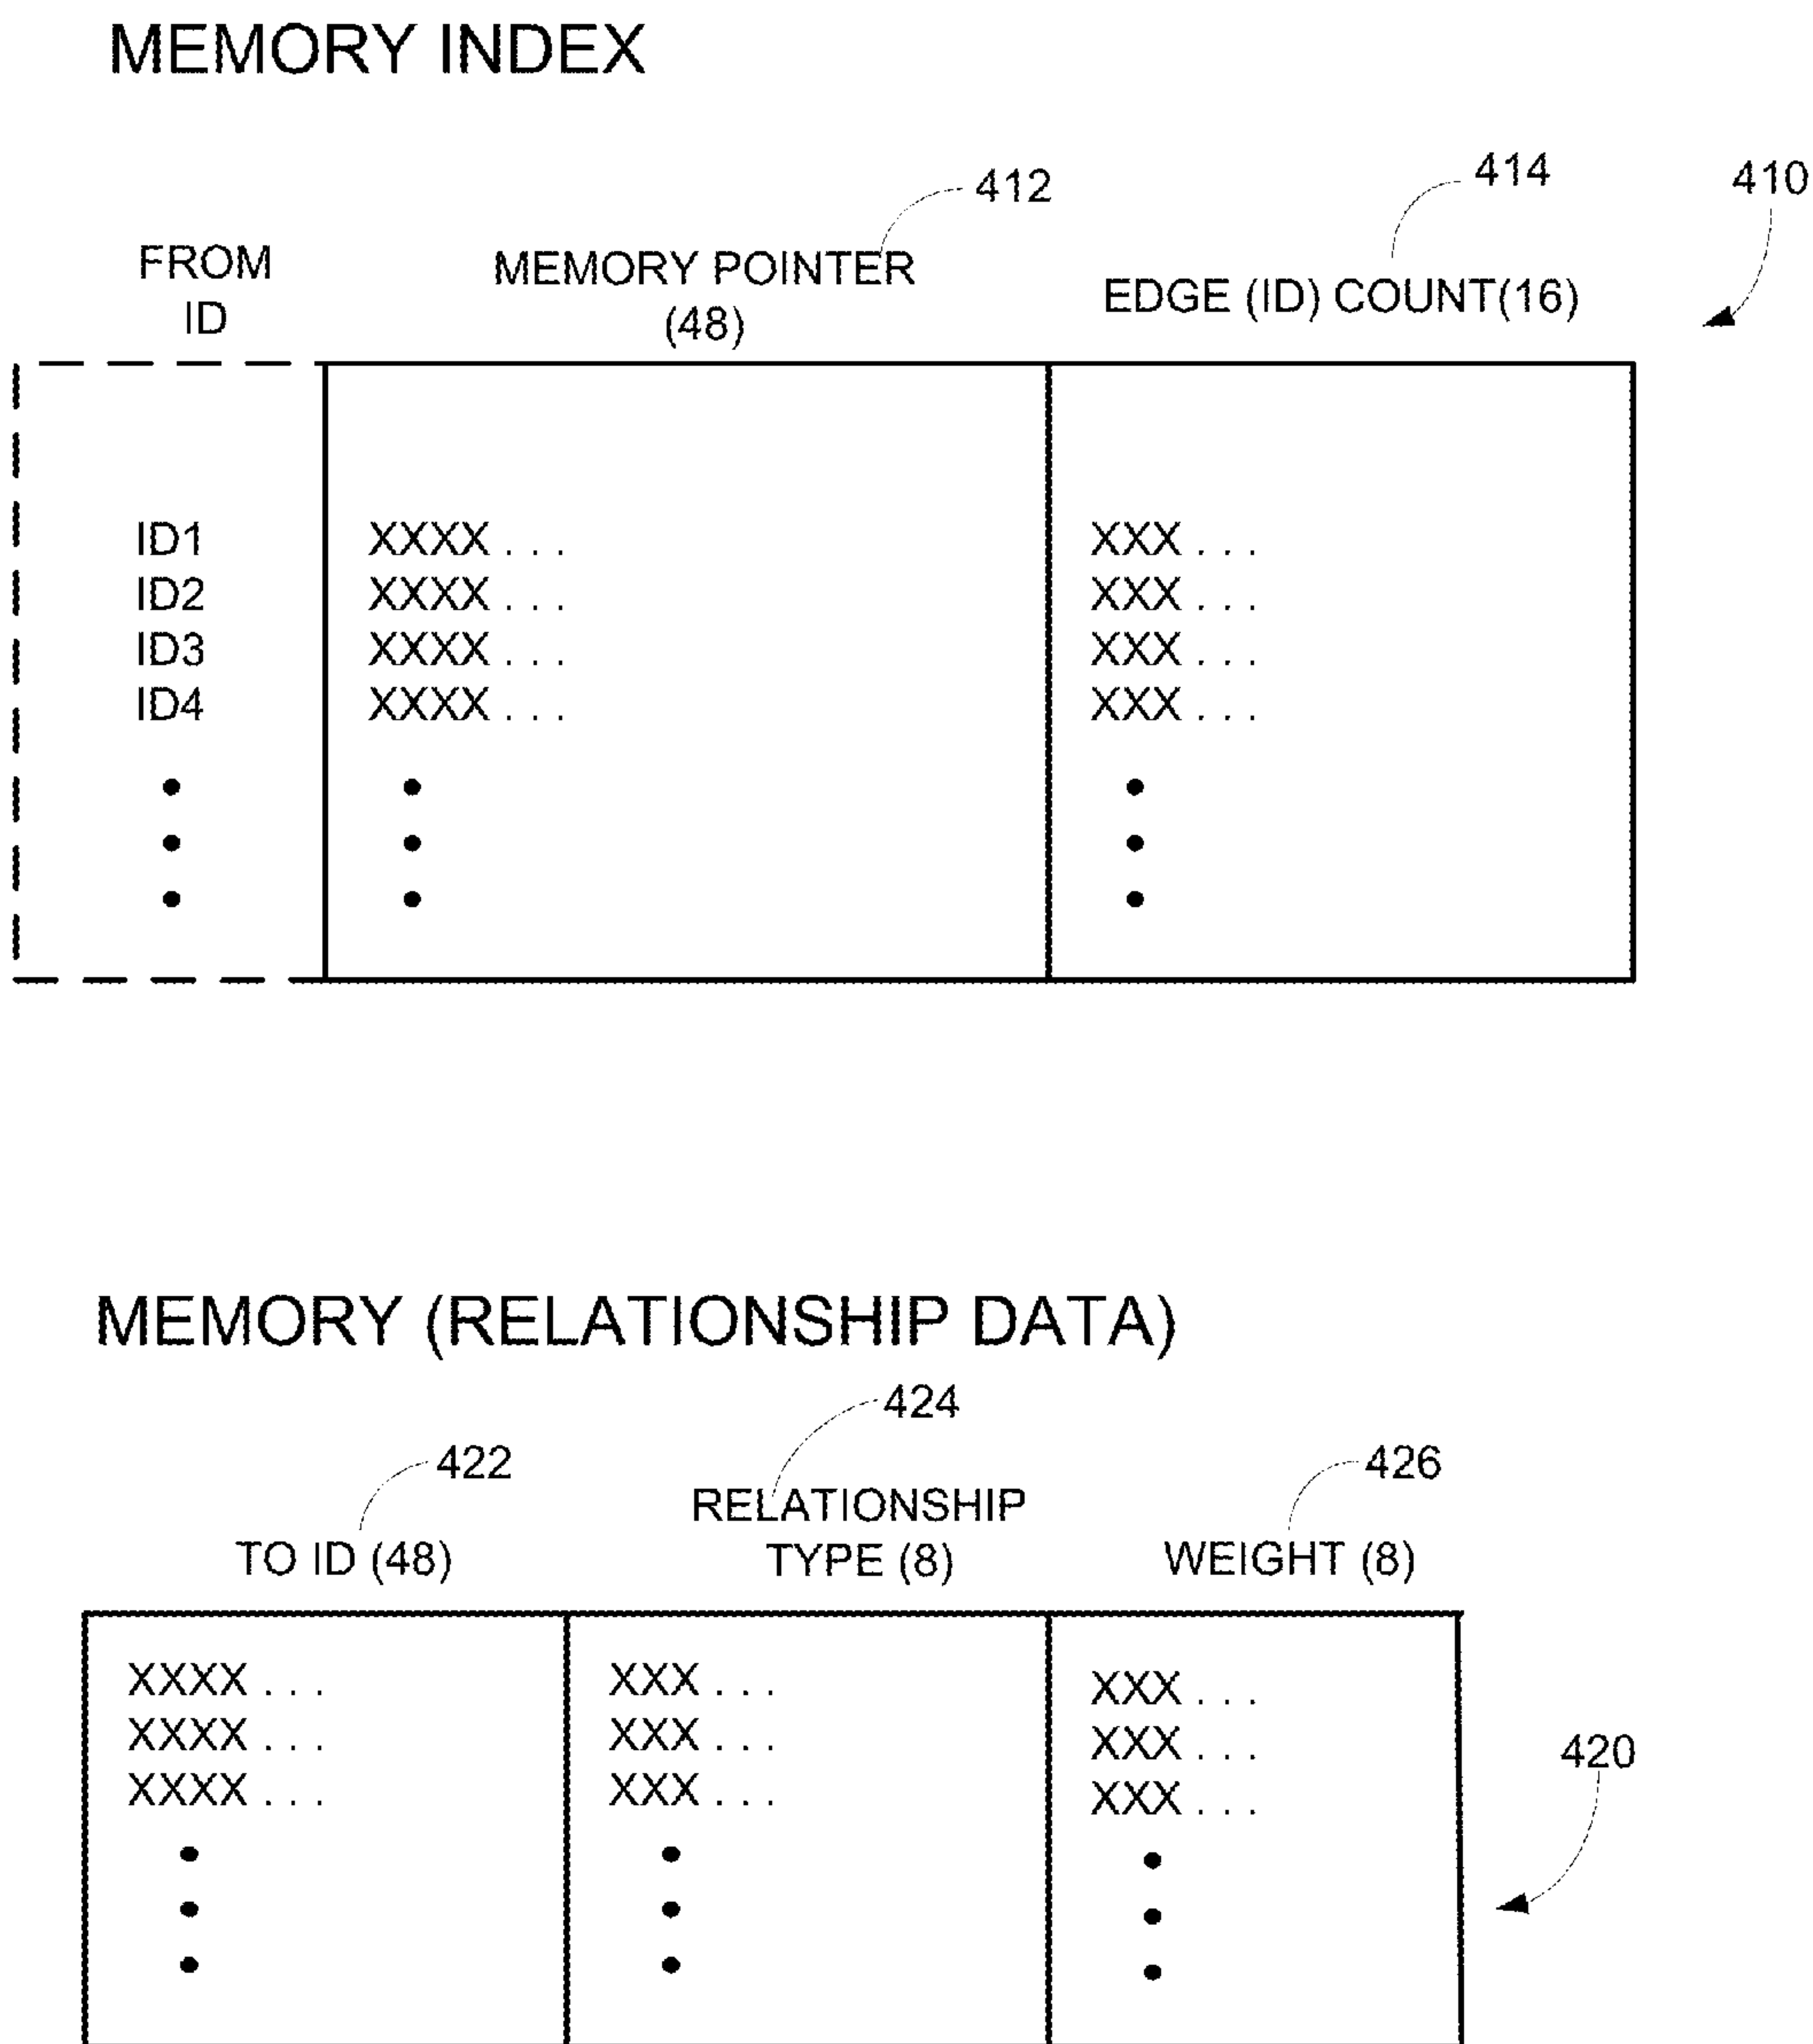 MEMORY INDEX
412
414
410
FROM
ID
MEMORY POINTER
(48)
EDGE (ID) COUNT(16)
ID1 XXXX . . . XXX . . .
ID2 XXXX . . . XXX . . .
ID3 XXXX . . . XXX . . .
ID4 XXXX . . . XXX . . .
MEMORY (RELATIONSHIP DATA)
424
422
426
RELATIONSHIP
TYPE (8)
TO ID (48)
WEIGHT (8)
XXXX . . . XXX . . . XXX . . .
XXXX . . . XXX . . . XXX . . .
XXXX . . . XXX . . . XXX . . .
420